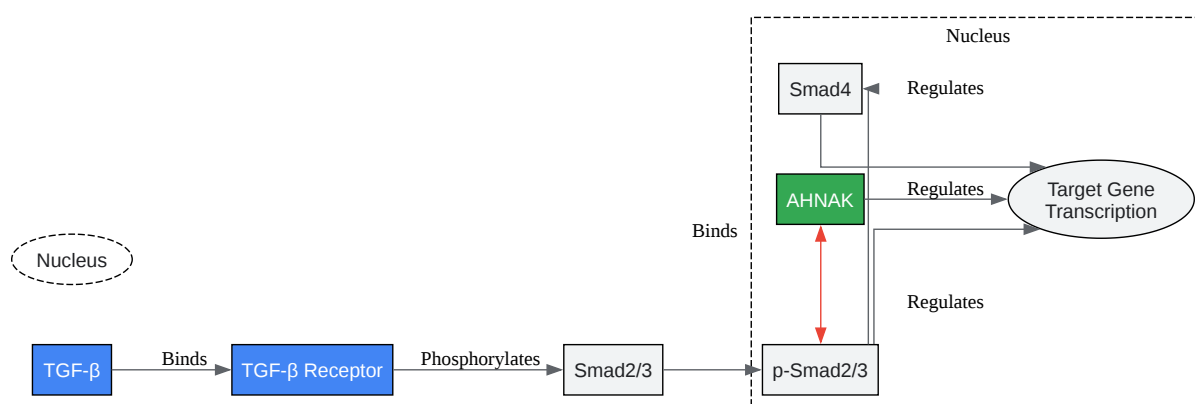 Nucleus
Smad4
Regulates
AHNAK
Regulates
Target Gene
Transcription
Binds
Nucleus
Regulates
TGF-β
Binds
TGF-β Receptor
Phosphorylates
Smad2/3
p-Smad2/3